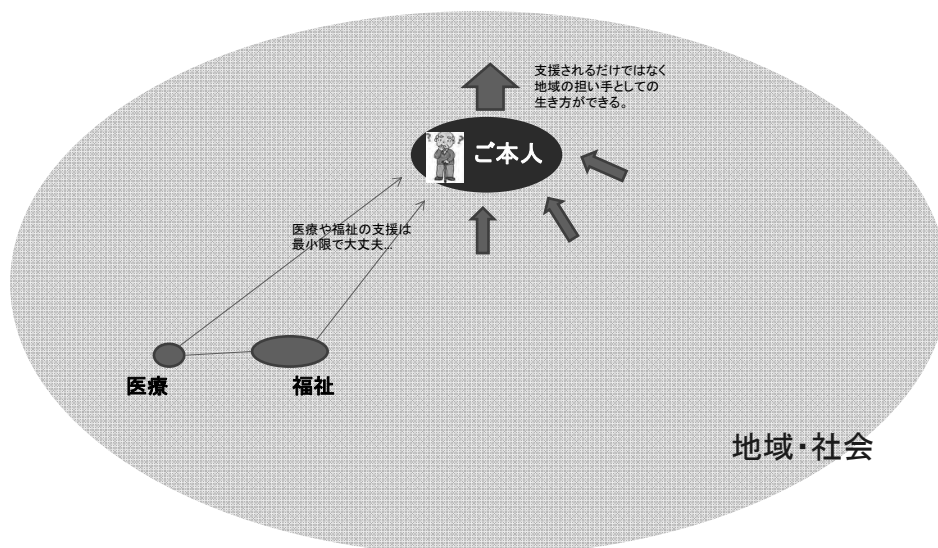 支援されるだけではなく
地域の担い手としての
生き方ができる。
? ?
ご本人
医療や福祉の支援は
最小限で大丈夫...
医療
福祉
地域・社会